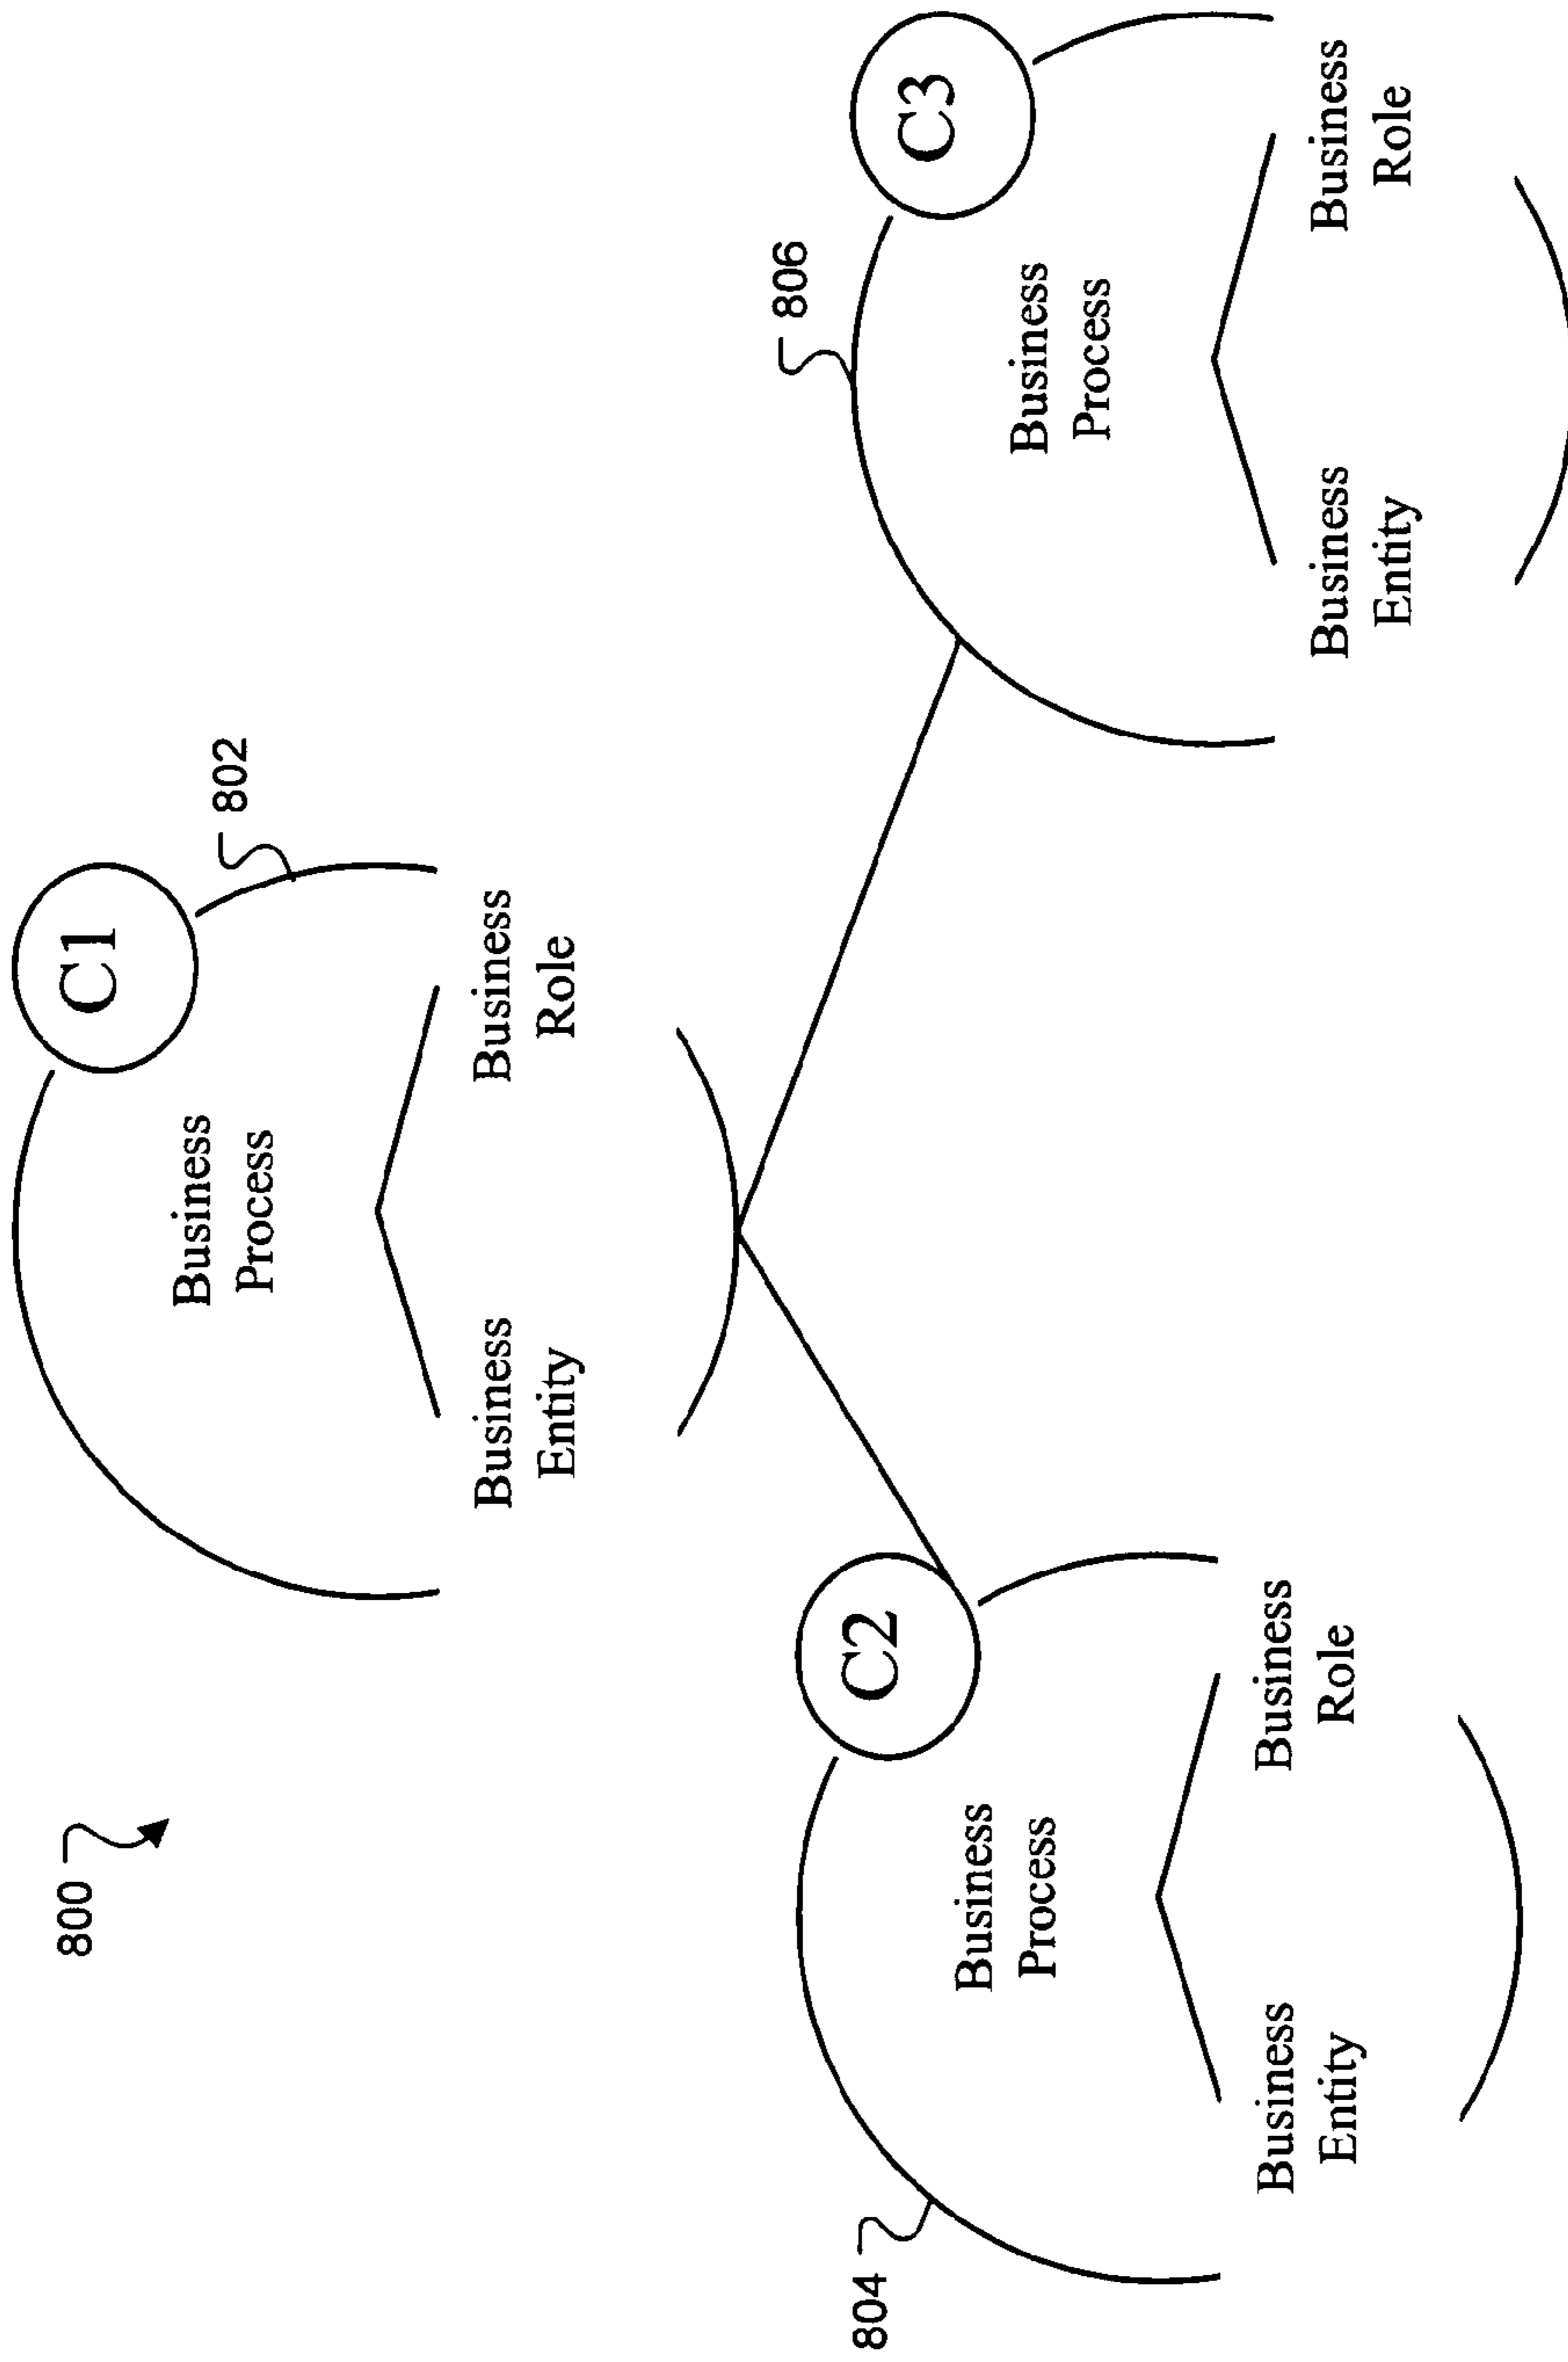 800
C1
802
Business
Process
Business
Entity
Business
Role
804
C2
Business
Process
Business
Entity
Business
Role
806
C3
Business
Process
Business
Entity
Business
Role